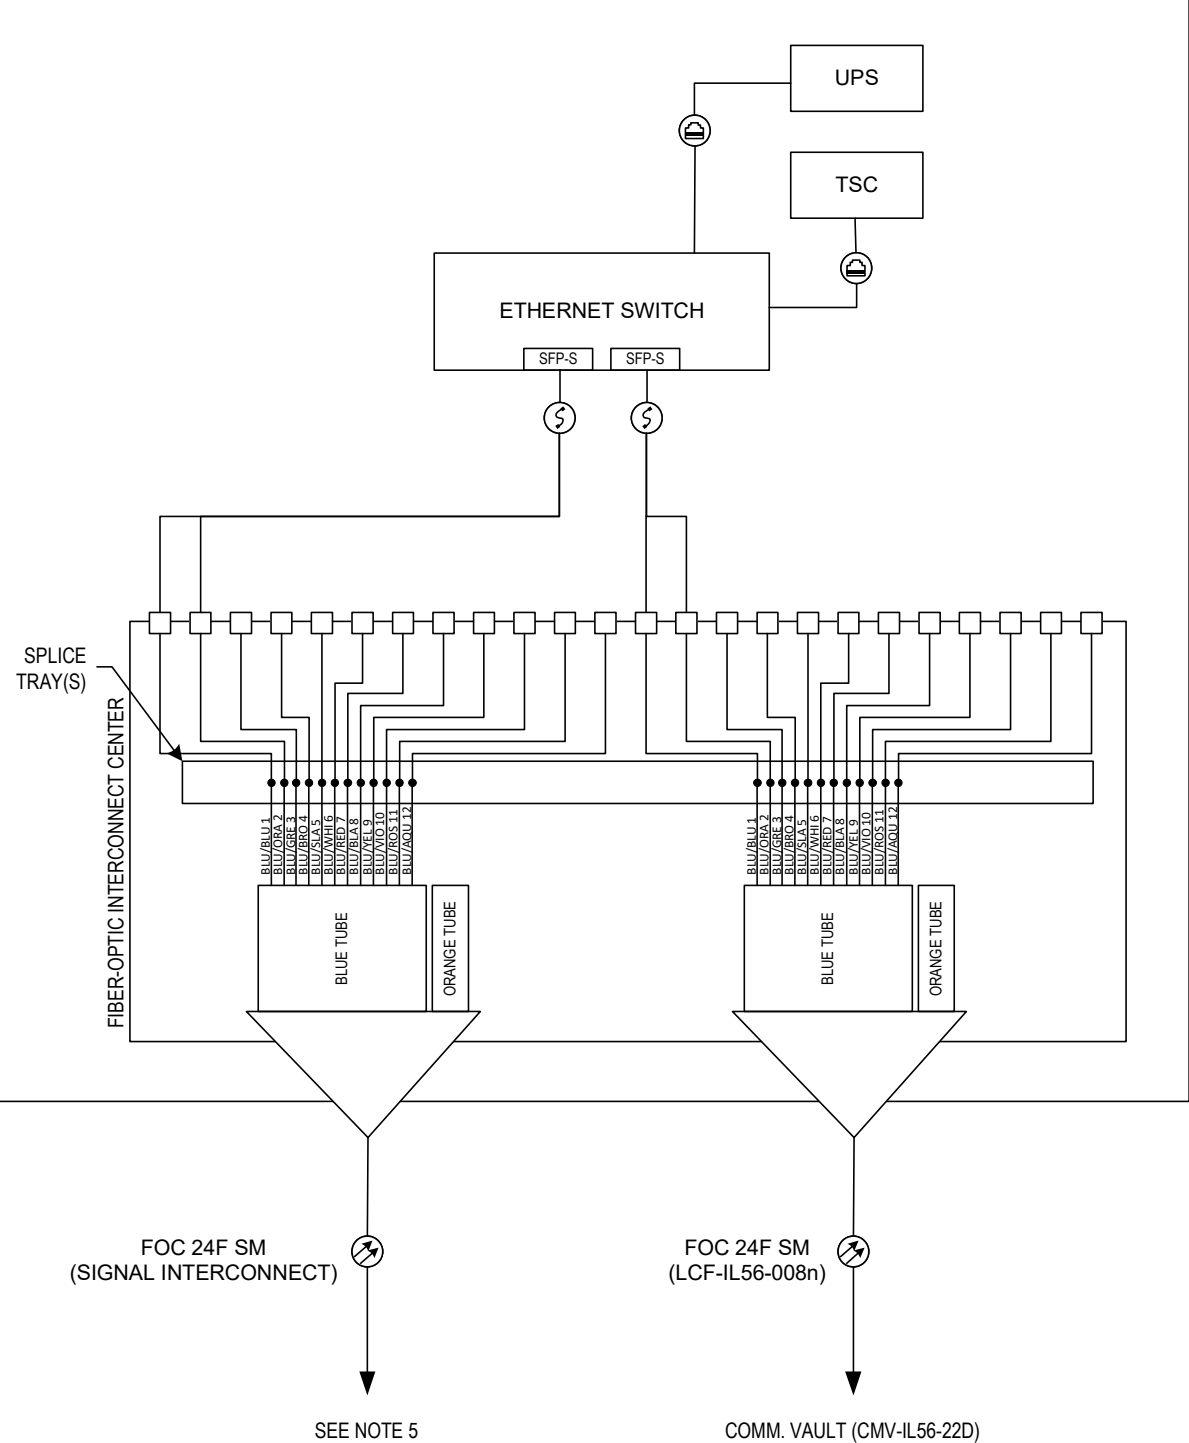 UPS
TSC
ETHERNET SWITCH
SFP-S
SFP-S
SPLICE
TRAY(S)
FIBER-OPTIC INTERCONNECT CENTER
BLU/BLU 1
BLU/ORA 2
BLU/GRE 3
BLU/BRO 4
BLU/SLA 5
BLU/WHI 6
BLU/RED 7
BLU/BLA 8
BLU/YEL 9
BLU/VIO 10
BLU/ROS 11
BLU/AQU 12
BLU/BLU 1
BLU/ORA 2
BLU/GRE 3
BLU/BRO 4
BLU/SLA 5
BLU/WHI 6
BLU/RED 7
BLU/BLA 8
BLU/YEL 9
BLU/VIO 10
BLU/ROS 11
BLU/AQU 12
BLUE TUBE
ORANGE TUBE
BLUE TUBE
ORANGE TUBE
FOC 24F SM
(SIGNAL INTERCONNECT)
FOC 24F SM
(LCF-IL56-008n)
SEE NOTE 5
COMM. VAULT (CMV-IL56-22D)